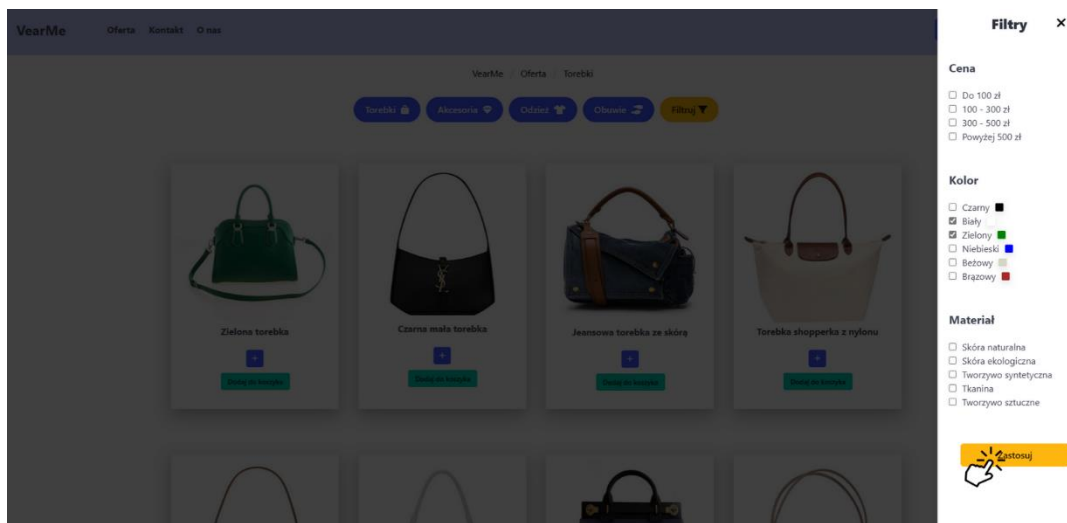 VearMe Oferta Kontakt O nas
VearMe / Oferta / Torebki
Torebki
Akcesoria
Odzież
Obuwie
Filtruj
Zielona torebka
+
Dodaj do koszyka
Czarna mała torebka
+
Dodaj do koszyka
Jeansowa torebka ze skórą
+
Dodaj do koszyka
Torebka shopperka z nylonu
+
Dodaj do koszyka
Filtry
Cena
Do 100 zł
100 - 300 zł
300 - 500 zł
Powyżej 500 zł
Kolor
Czarny
Biały
Zielony
Niebieski
Beżowy
Brązowy
Materiał
Skóra naturalna
Skóra ekologiczna
Tworzywo syntetyczna
Tkanina
Tworzywo sztuczne
Zastosuj